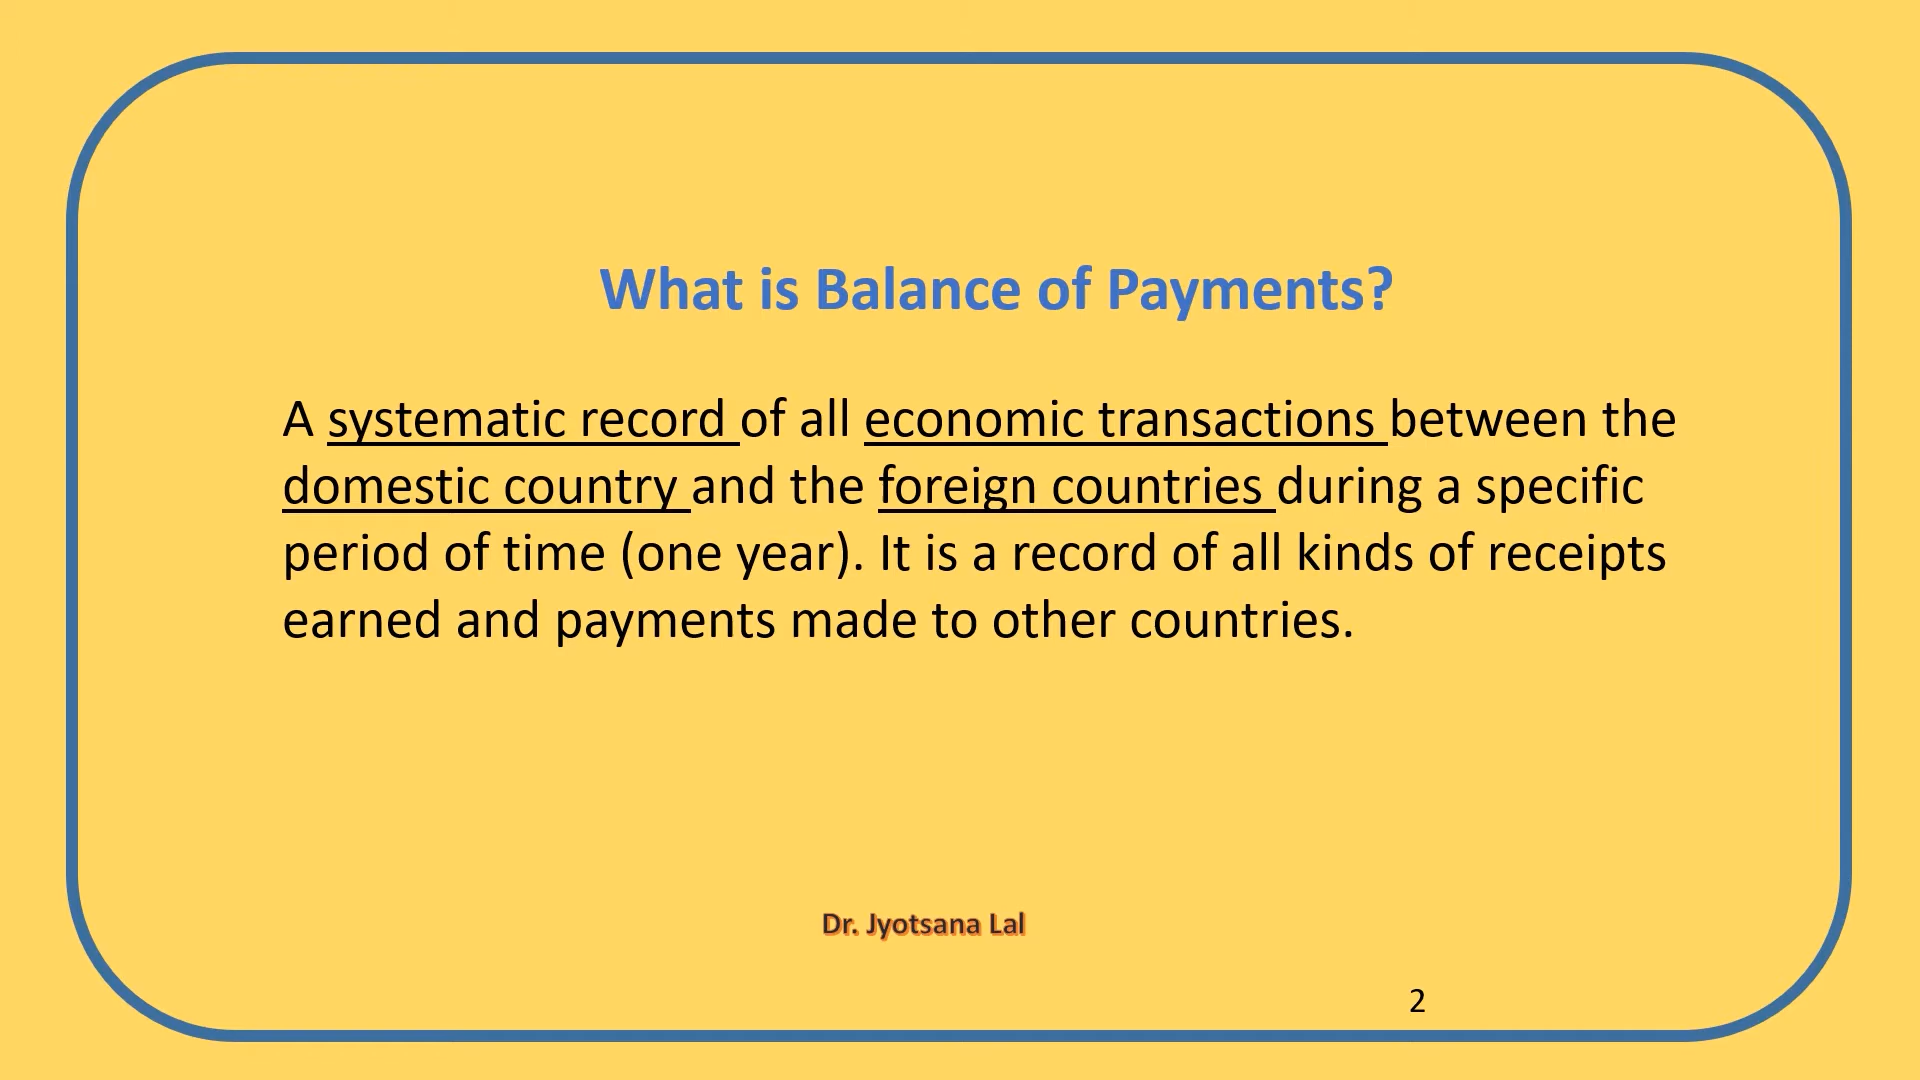 What is Balance of Payments?
A systematic record of all economic transactions between the
domestic country and the foreign countries during a specific
period of time (one year). It is a record of all kinds of receipts
earned and payments made to other countries.
Dr. Jyotsana Lal
2